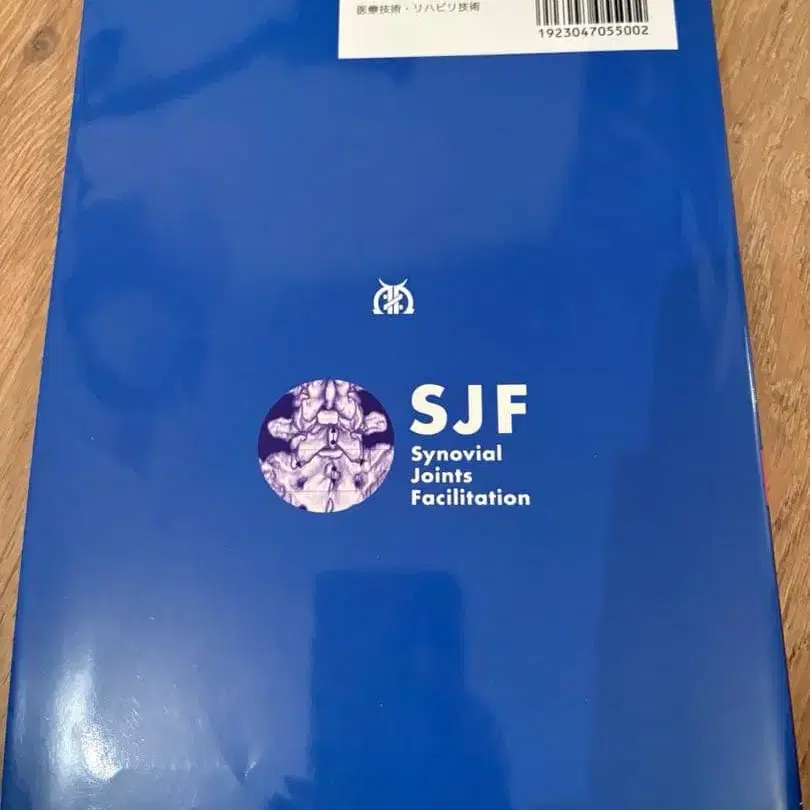 医療技術・リハビリ技術
1923047055002
SJF
Synovial
Joints
Facilitation